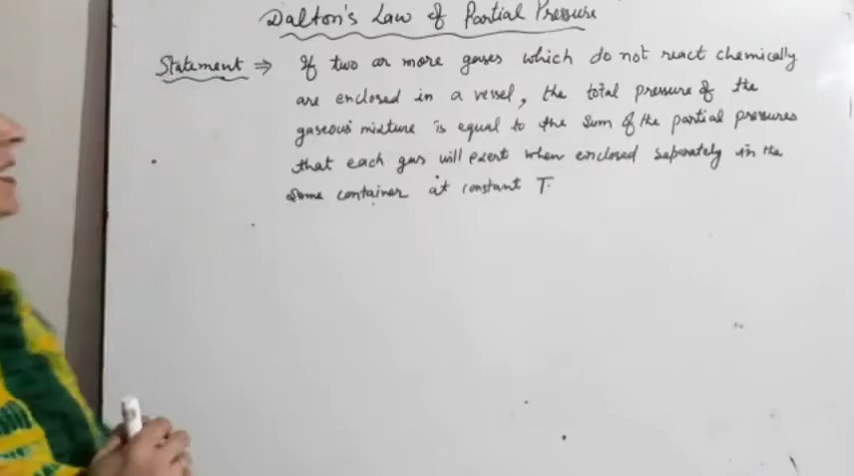 Dalton's Law of Partial Pressure
Statement ⇒ If two or more gases which do not react chemically
are enclosed in a vessel, the total pressure of the
gaseous mixture is equal to the sum of the partial pressures
that each gas will exert when enclosed seperately in the
same container at constant T.